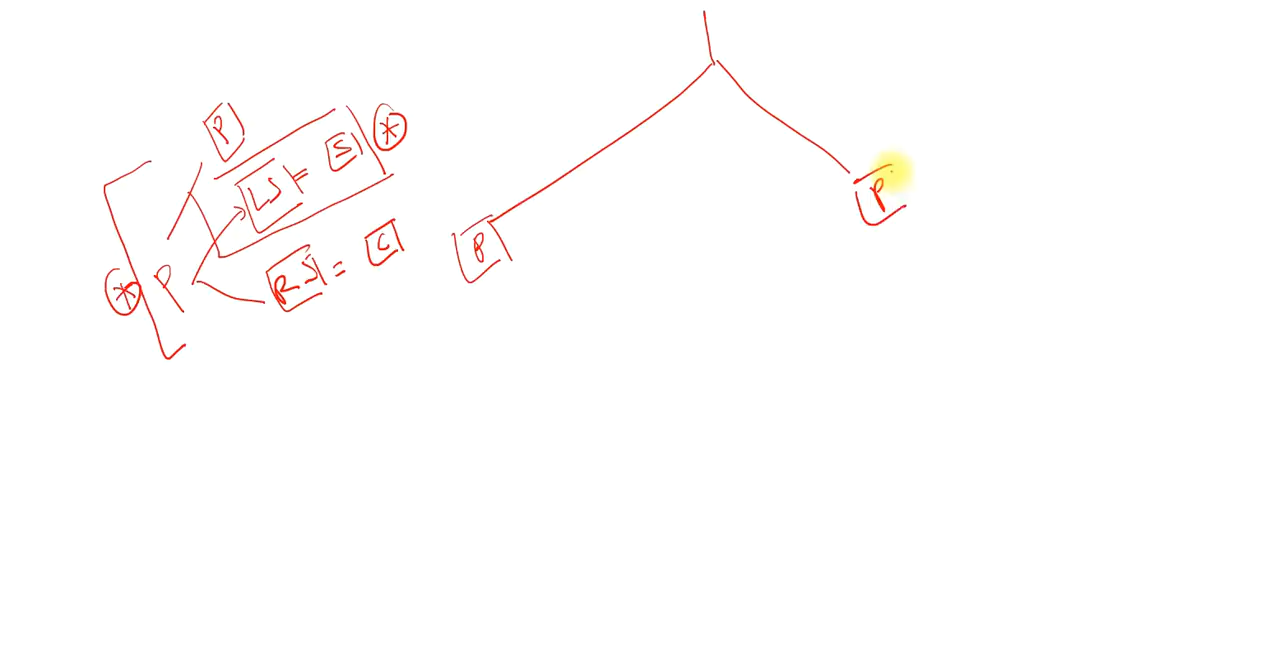 P
LS = S *
* P
RS = C
P
P